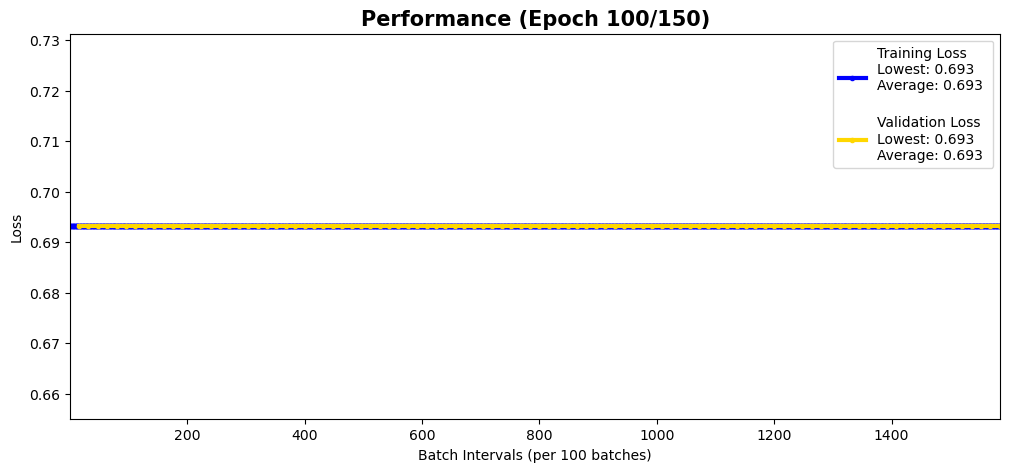 Performance (Epoch 100/150)
Training Loss
Lowest: 0.693
Average: 0.693
Validation Loss
Lowest: 0.693
Average: 0.693
0.73
0.72
0.71
0.70
0.69
0.68
0.67
0.66
Loss
200
400
600
800
1000
1200
1400
Batch Intervals (per 100 batches)